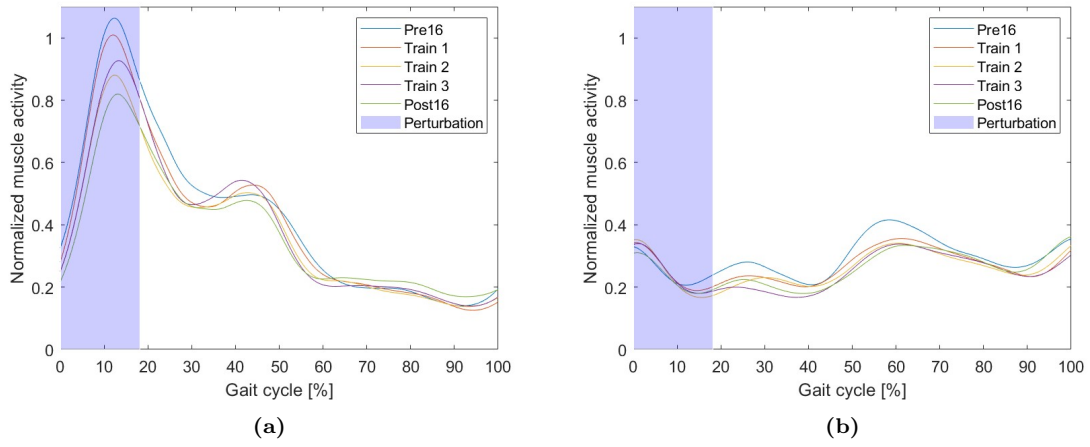 Normalized muscle activity
1
0.8
0.6
0.4
0.2
0
0 10 20 30 40 50 60 70 80 90 100
Gait cycle [%]
Pre16
Train 1
Train 2
Train 3
Post16
Perturbation
(a)
Normalized muscle activity
1
0.8
0.6
0.4
0.2
0
0 10 20 30 40 50 60 70 80 90 100
Gait cycle [%]
Pre16
Train 1
Train 2
Train 3
Post16
Perturbation
(b)